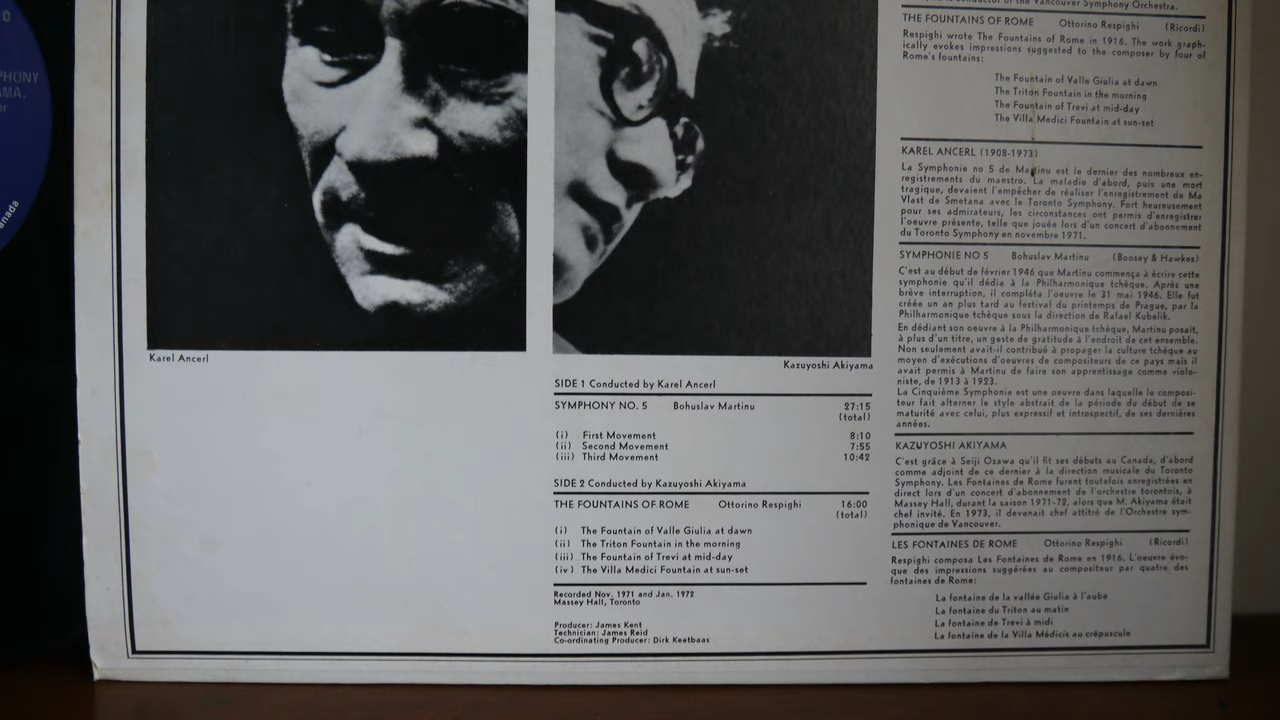 PHONY
anada
Karel Ancerl
Kazuyoshi Akiyama
SIDE 1 Conducted by Karel Ancerl
SYMPHONY NO. 5 Bohuslav Martinu 27:15
(total)
(i) First Movement 8:10
(ii) Second Movement 7:55
(iii) Third Movement 10:42
SIDE 2 Conducted by Kazuyoshi Akiyama
THE FOUNTAINS OF ROME Ottorino Respighi 16:00
(total)
(i) The Fountain of Valle Giulia at dawn
(ii) The Triton Fountain in the morning
(iii) The Fountain of Trevi at mid-day
(iv) The Villa Medici Fountain at sun-set
Recorded Nov. 1971 and Jan. 1972
Massey Hall, Toronto
Producer: James Kent
Technician: James Reid
Co-ordinating Producer: Dirk Keetbaas
conductor of the Vancouver Symphony Orchestra.
THE FOUNTAINS OF ROME Ottorino Respighi (Ricordi)
Respighi wrote The Fountains of Rome in 1916. The work graph-
ically evokes impressions suggested to the composer by four of
Rome's fountains:
The Fountain of Valle Giulia at dawn
The Triton Fountain in the morning
The Fountain of Trevi at mid-day
The Villa Medici Fountain at sun-set
KAREL ANCERL (1908-1973)
La Symphonie no 5 de Martinu est le dernier des nombreux en-
registrements du maestro. La maladie d'abord, puis une mort
tragique, devaient l'empêcher de réaliser l'enregistrement de Ma
Vlast de Smetana avec le Toronto Symphony. Fort heureusement
pour ses admirateurs, les circonstances ont permis d'enregistrer
l'oeuvre présente, telle que jouée lors d'un concert d'abonnement
du Toronto Symphony en novembre 1971.
SYMPHONIE NO 5 Bohuslav Martinu (Boosey & Hawkes)
C'est au début de février 1946 que Martinu commença à écrire cette
symphonie qu'il dédia à la Philharmonique tchèque. Après une
brève interruption, il compléta l'oeuvre le 31 mai 1946. Elle fut
créée un an plus tard au festival du printemps de Prague, par la
Philharmonique tchèque sous la direction de Rafael Kubelik.
En dédiant son oeuvre à la Philharmonique tchèque, Martinu posait,
à plus d'un titre, un geste de gratitude à l'endroit de cet ensemble.
Non seulement avait-il contribué à propager la culture tchèque au
moyen d'exécutions d'oeuvres de compositeurs de ce pays mais il
avait permis à Martinu de faire son apprentissage comme violo-
niste, de 1913 à 1923.
La Cinquième Symphonie est une oeuvre dans laquelle le composi-
teur fait alterner le style abstrait de la période du début de se
maturité avec celui, plus expressif et introspectif, de ses dernières
années.
KAZUYOSHI AKIYAMA
C'est grâce à Seiji Ozawa qu'il fit ses débuts au Canada, d'abord
comme adjoint de ce dernier à la direction musicale du Toronto
Symphony. Les Fontaines de Rome furent toutefois enregistrées en
direct lors d'un concert d'abonnement de l'orchestre torontois, à
Massey Hall, durant la saison 1971-72, alors que M. Akiyama était
chef invité. En 1973, il devenait chef attitré de l'Orchestre sym-
phonique de Vancouver.
LES FONTAINES DE ROME Ottorino Respighi (Ricordi)
Respighi composa Les Fontaines de Rome en 1916. L'oeuvre évo-
que des impressions suggérées au compositeur par quatre des
fontaines de Rome:
La fontaine de la vallée Giulia à l'aube
La fontaine du Triton au matin
La fontaine de Trevi à midi
La fontaine de la Villa Médicis au crépuscule